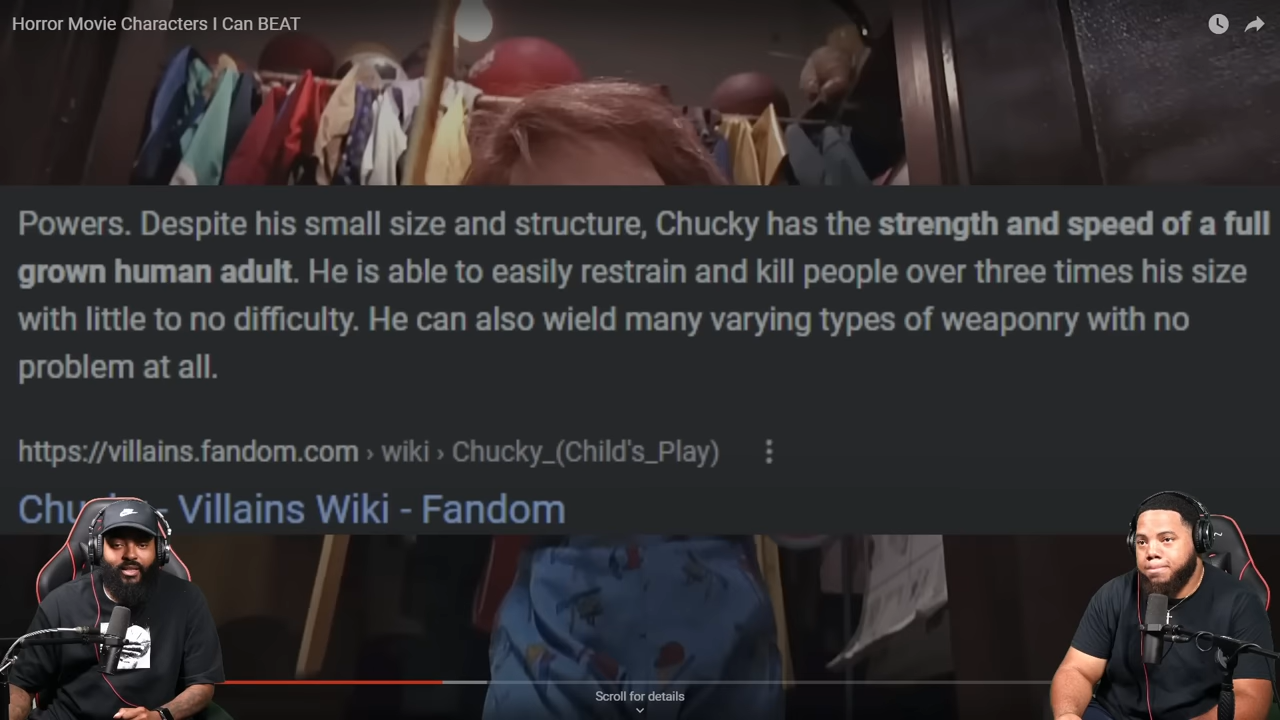 Horror Movie Characters I Can BEAT
Powers. Despite his small size and structure, Chucky has the strength and speed of a full
grown human adult. He is able to easily restrain and kill people over three times his size
with little to no difficulty. He can also wield many varying types of weaponry with no
problem at all.
https://villains.fandom.com › wiki › Chucky_(Child's_Play)
- Villains Wiki - Fandom
Scroll for details